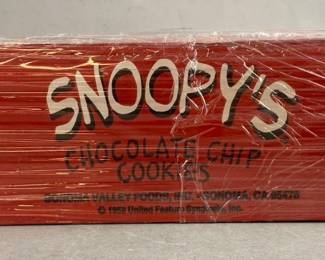 SNOOPY'S
CHOCOLATE CHIP
COOKIES
SONOMA VALLEY FOODS, INC. • SONOMA, CA 95476
© 1958 United Feature Syndicate, Inc.